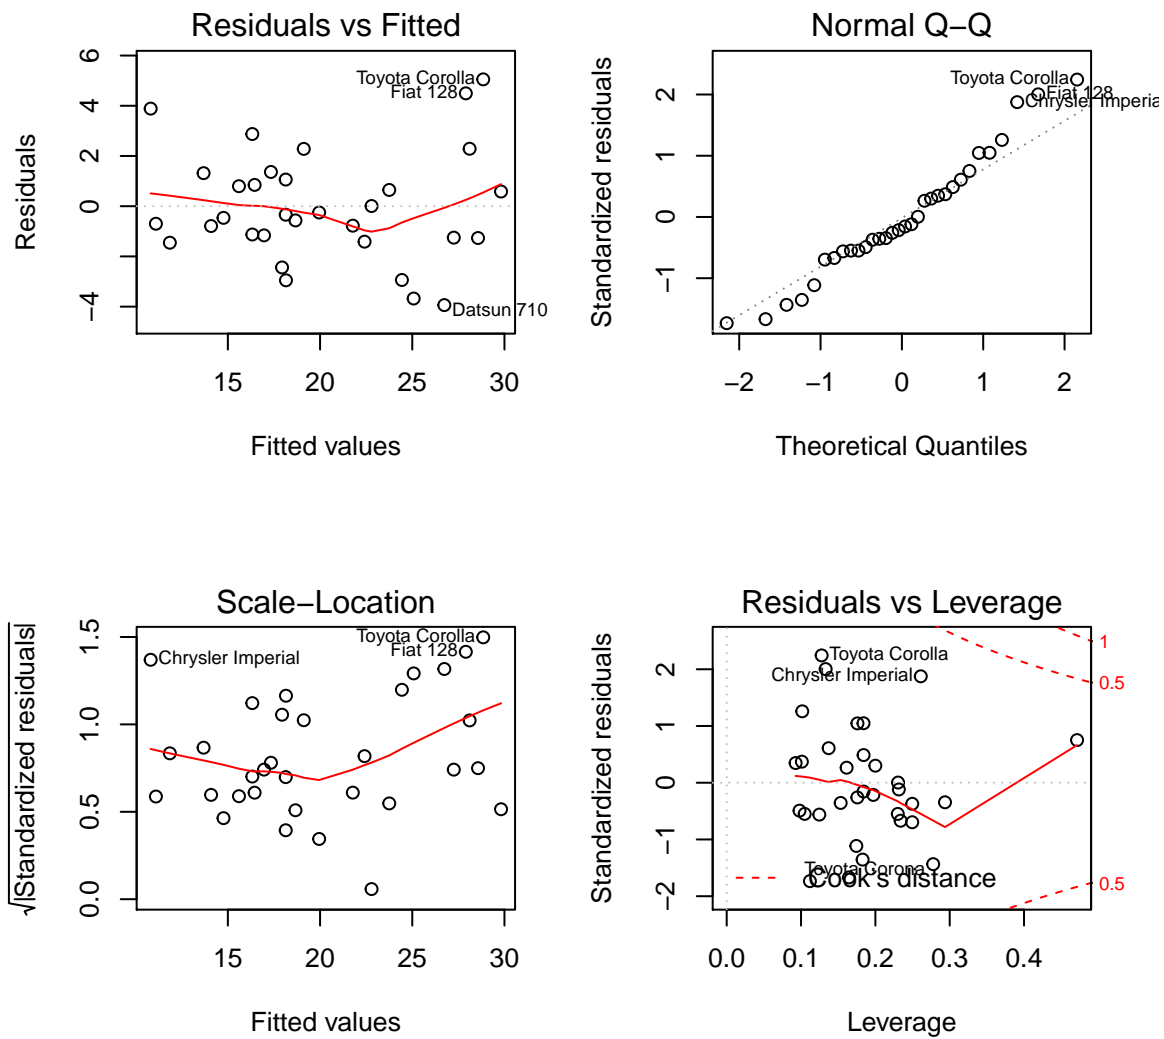 Residuals vs Fitted
Residuals
6
4
2
0
−4
Toyota Corolla
Fiat 128
Datsun 710
15 20 25 30
Fitted values
Normal Q−Q
Standardized residuals
2
1
0
−1
Toyota Corolla
Fiat 128
Chrysler Imperia
−2 −1 0 1 2
Theoretical Quantiles
Scale−Location
√|Standardized residuals|
1.5
1.0
0.5
0.0
Toyota Corolla
Fiat 128
Chrysler Imperial
15 20 25 30
Fitted values
Residuals vs Leverage
Standardized residuals
2
1
0
−1
−2
Toyota Corolla
Chrysler Imperial
Toyota Corona
Cook's distance
1
0.5
0.5
0.0 0.1 0.2 0.3 0.4
Leverage